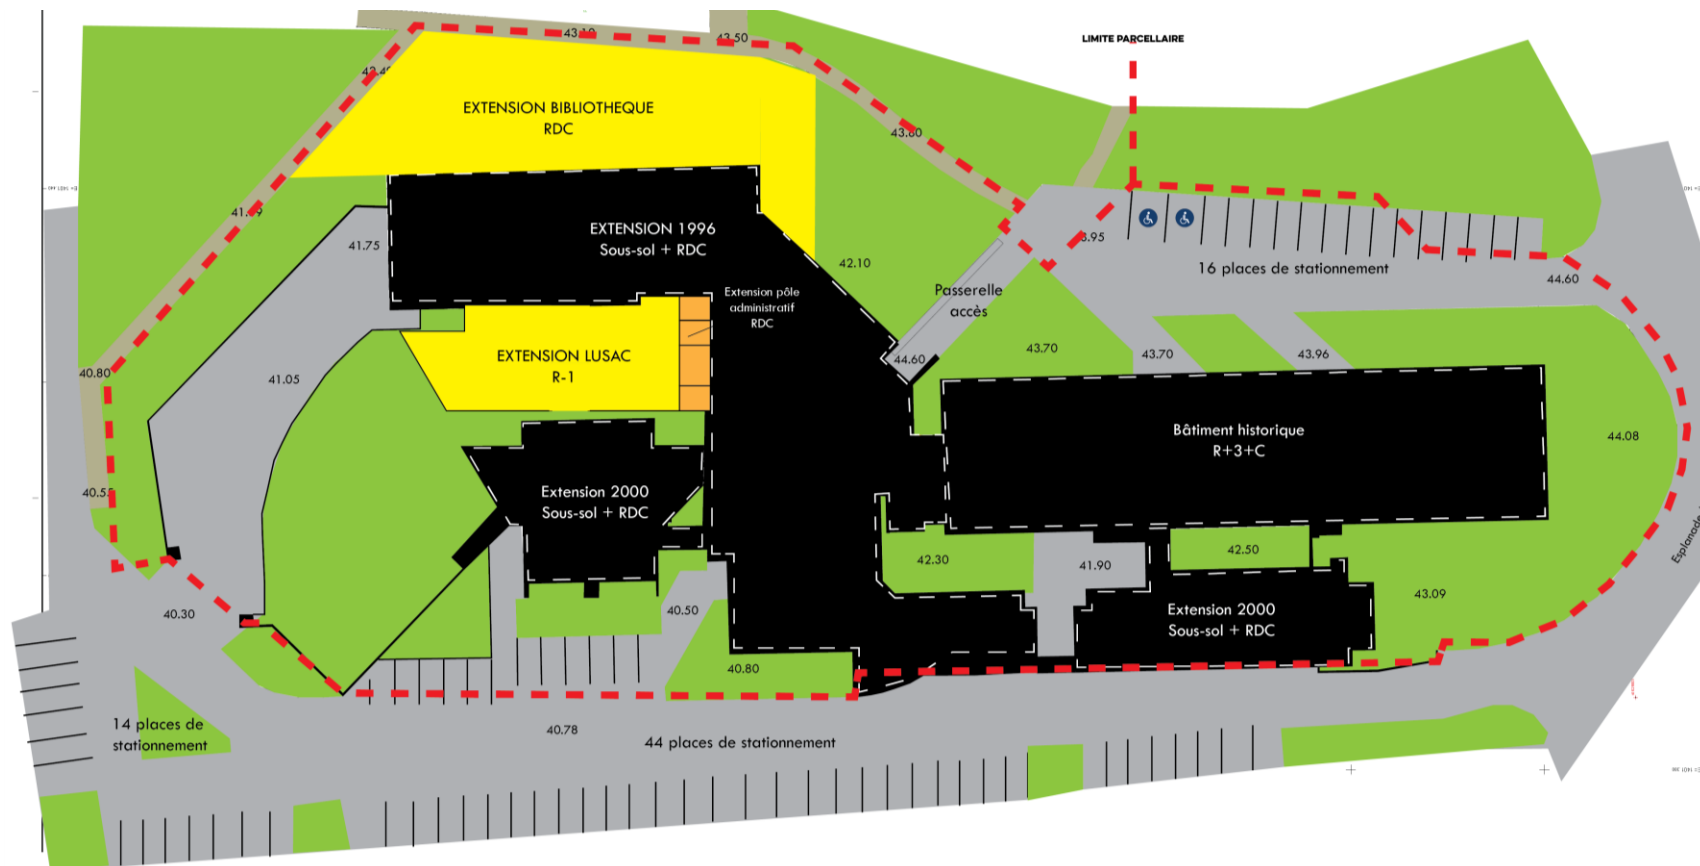 LIMITE PARCELLAIRE
43.19
43.50
EXTENSION BIBLIOTHEQUE
RDC
43.60
EXTENSION 1996
Sous-sol + RDC
41.75
42.10
16 places de stationnement
44.60
Extension pôle
administratif
RDC
Passerelle
accès
EXTENSION LUSAC
R-1
44.60
43.70
43.70
43.96
40.80
41.05
Bâtiment historique
R+3+C
44.08
Extension 2000
Sous-sol + RDC
42.30
41.90
42.50
43.09
40.30
40.50
Extension 2000
Sous-sol + RDC
40.80
14 places de
stationnement
40.78
44 places de stationnement
Esplanade